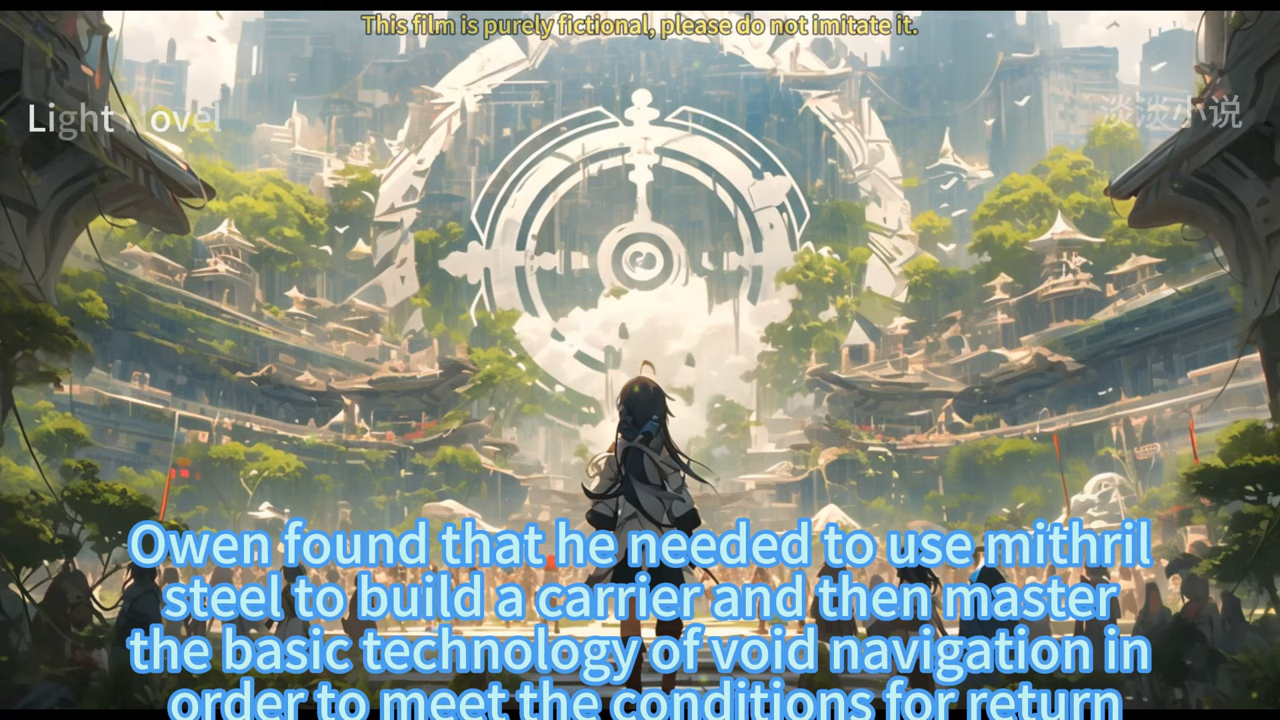 This film is purely fictional, please do not imitate it.
Light Novel
淡淡小说
Owen found that he needed to use mithril
steel to build a carrier and then master
the basic technology of void navigation in
order to meet the conditions for return